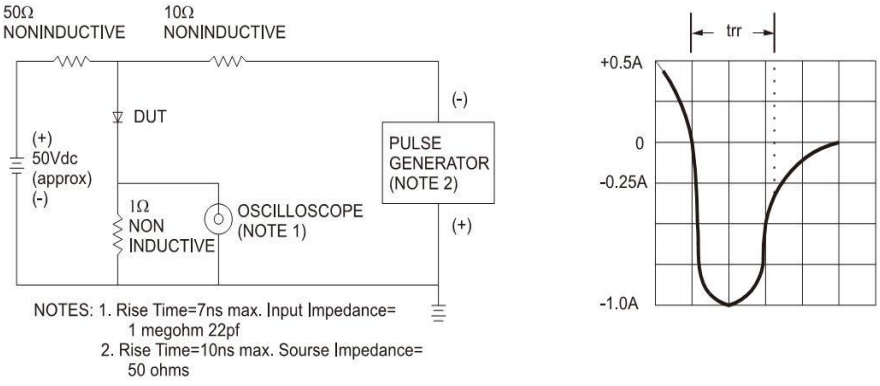 50Ω
NONINDUCTIVE
10Ω
NONINDUCTIVE
DUT
(+)
50Vdc
(approx)
(-)
1Ω
NON
INDUCTIVE
OSCILLOSCOPE
(NOTE 1)
(-)
PULSE
GENERATOR
(NOTE 2)
(+)
NOTES: 1. Rise Time=7ns max. Input Impedance=
1 megohm 22pf
2. Rise Time=10ns max. Sourse Impedance=
50 ohms
trr
+0.5A
0
-0.25A
-1.0A